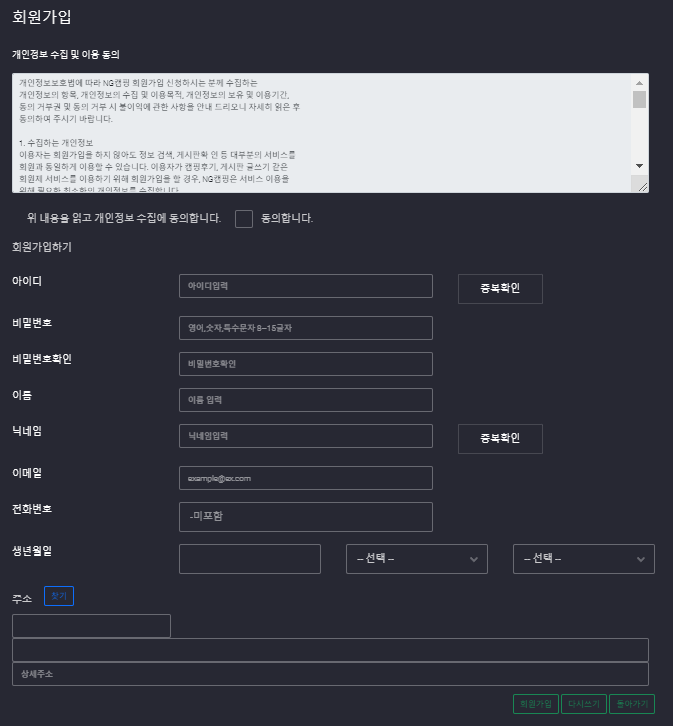 회원가입
개인정보 수집 및 이용 동의
개인정보보호법에 따라 NG캠핑 회원가입 신청하시는 분께 수집하는
개인정보의 항목, 개인정보의 수집 및 이용목적, 개인정보의 보유 및 이용기간,
동의 거부권 및 동의 거부 시 불이익에 관한 사항을 안내 드리오니 자세히 읽은 후
동의하여 주시기 바랍니다.
1. 수집하는 개인정보
이용자는 회원가입을 하지 않아도 정보 검색, 게시판확 인 등 대부분의 서비스를
회원과 동일하게 이용할 수 있습니다. 이용자가 캠핑후기, 게시판 글쓰기 같은
회원제 서비스를 이용하기 위해 회원가입을 할 경우, NG캠핑은 서비스 이용을
위해 필요한 최소한의 개인정보를 수집합니다.
위 내용을 읽고 개인정보 수집에 동의합니다. 동의합니다.
회원가입하기
아이디 아이디입력 중복확인
비밀번호 영어,숫자,특수문자 8~15글자
비밀번호확인 비밀번호확인
이름 이름 입력
닉네임 닉네임입력 중복확인
이메일 example@ex.com
전화번호 -미포함
생년월일 -- 선택 -- -- 선택 --
주소 찾기
상세주소
회원가입 다시쓰기 돌아가기